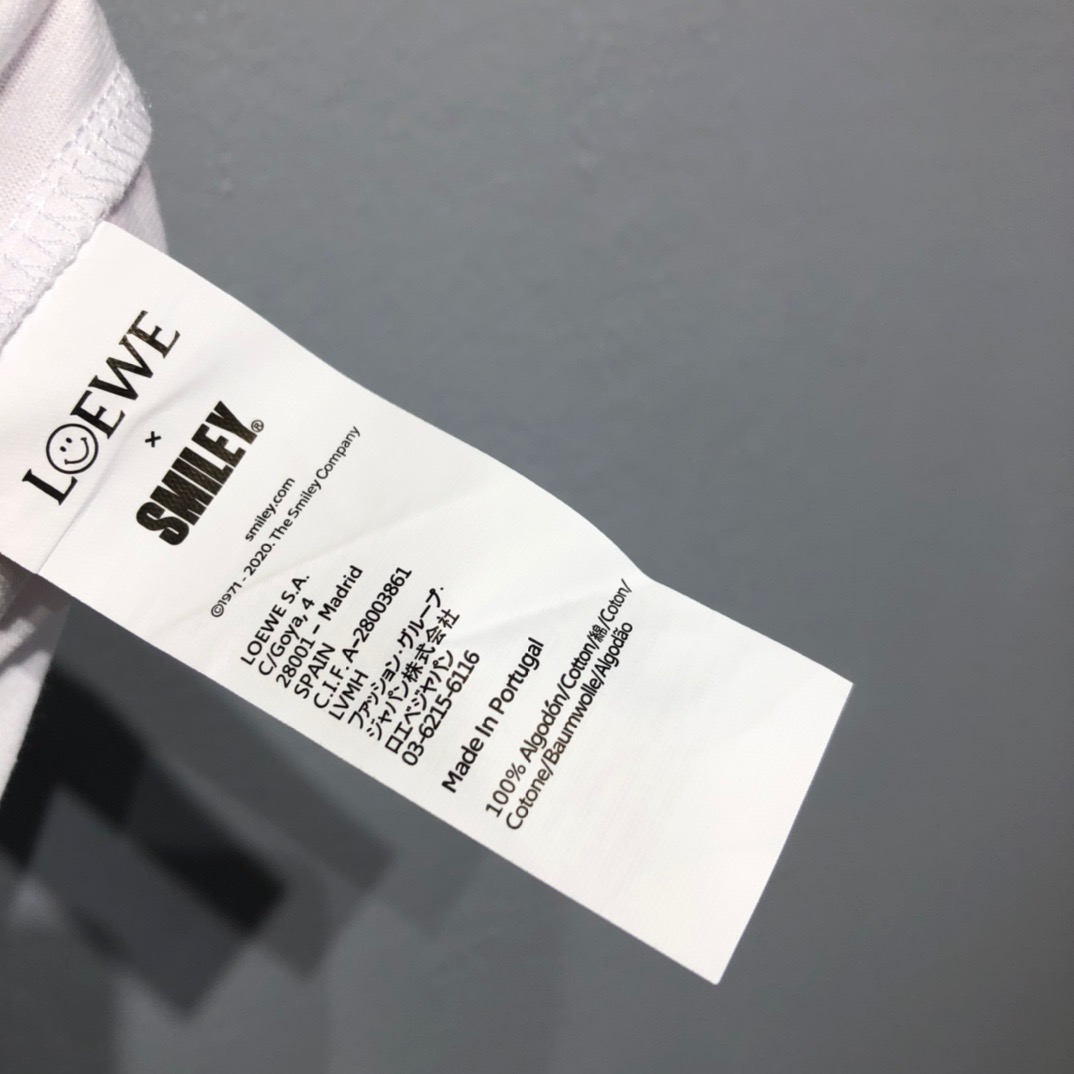 LOEWE
×
SMILEY®
smiley.com
©1971 - 2020. The Smiley Company
LOEWE S.A.
C/Goya, 4
28001 – Madrid
SPAIN
C.I.F. A-28003861
LVMH
ファッション・グループ・
ジャパン株式会社
ロエベジャパン
03-6215-6116
Made In Portugal
100% Algodón/Cotton/綿/Coton/
Cotone/Baumwolle/Algodão